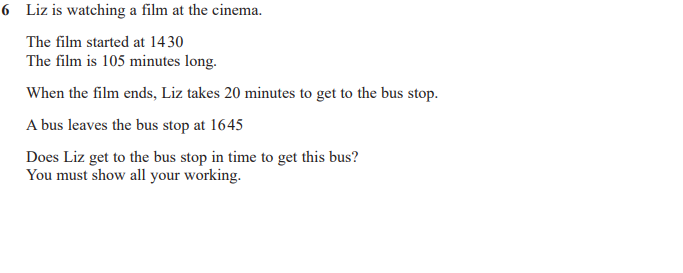 6 Liz is watching a film at the cinema.
The film started at 1430
The film is 105 minutes long.
When the film ends, Liz takes 20 minutes to get to the bus stop.
A bus leaves the bus stop at 1645
Does Liz get to the bus stop in time to get this bus?
You must show all your working.